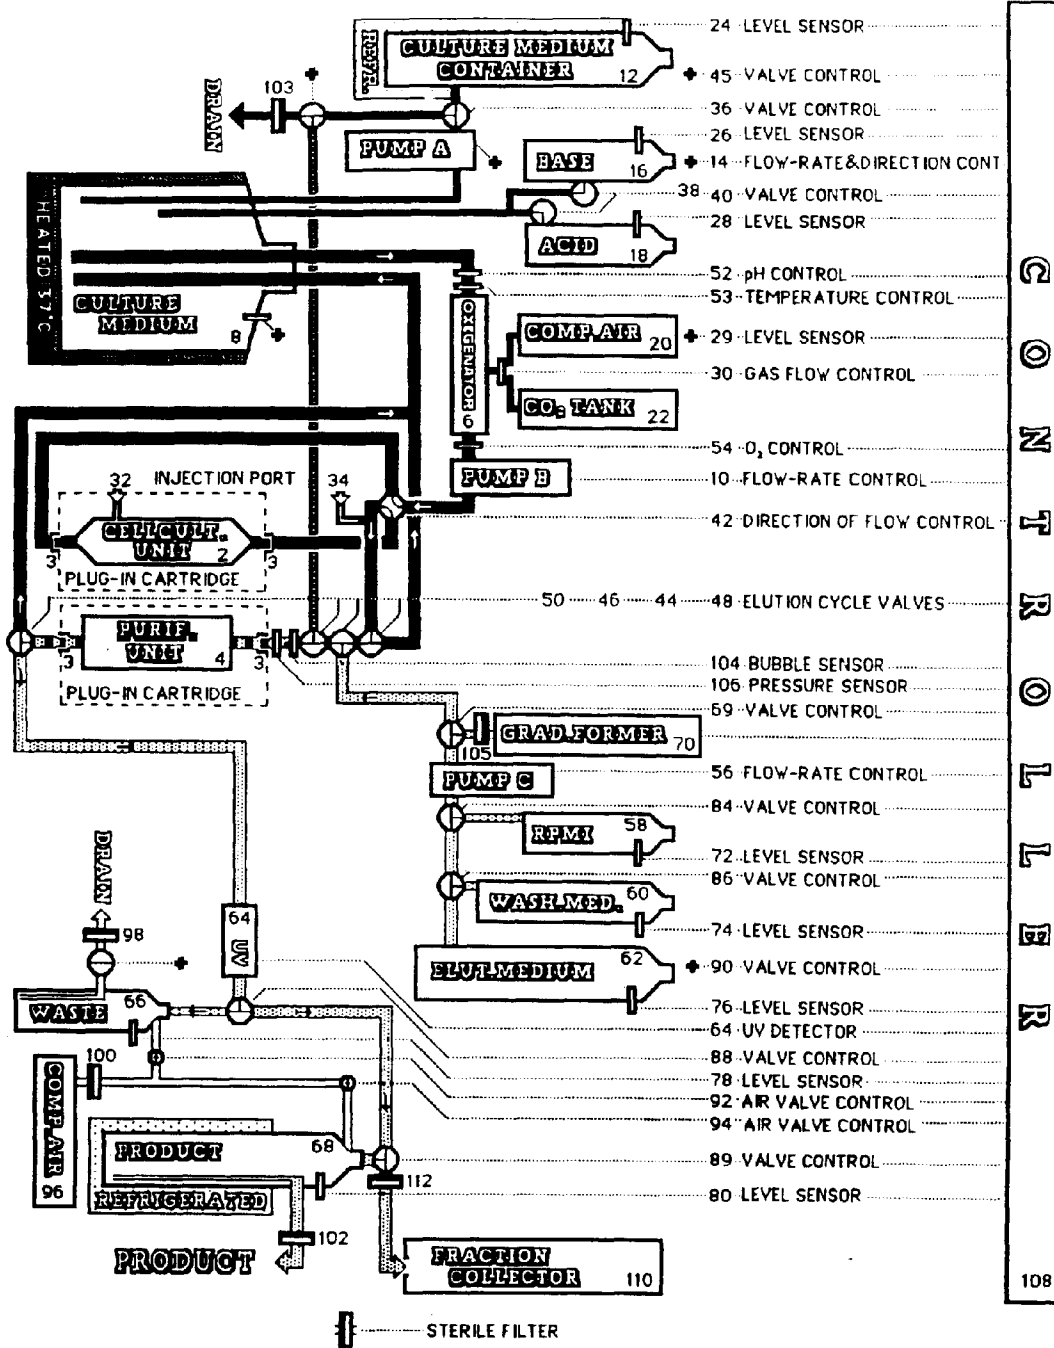 24 LEVEL SENSOR
REFR.
CULTURE MEDIUM
CONTAINER
12
45 VALVE CONTROL
103
36 VALVE CONTROL
DRAIN
26 LEVEL SENSOR
PUMP A
BASE
16
14 FLOW-RATE&DIRECTION CONT
38
40 VALVE CONTROL
28 LEVEL SENSOR
ACID
18
HEATED 37°C
52 pH CONTROL
53 TEMPERATURE CONTROL
CULTURE
MEDIUM
8
OXIGENATOR
6
COMP.AIR
20
29 LEVEL SENSOR
30 GAS FLOW CONTROL
CO₂ TANK
22
54 O₂ CONTROL
PUMP B
10 FLOW-RATE CONTROL
32
INJECTION PORT
34
42 DIRECTION OF FLOW CONTROL
CELLCULT.
UNIT
2
3
3
PLUG-IN CARTRIDGE
50 46 44 48 ELUTION CYCLE VALVES
PURIF.
UNIT
4
3
3
PLUG-IN CARTRIDGE
104 BUBBLE SENSOR
106 PRESSURE SENSOR
69 VALVE CONTROL
105
GRAD.FORMER
70
PUMP C
56 FLOW-RATE CONTROL
84 VALVE CONTROL
RPMI
58
72 LEVEL SENSOR
86 VALVE CONTROL
WASH.MED.
60
74 LEVEL SENSOR
DRAIN
98
64
UV
ELUT.MEDIUM
62
90 VALVE CONTROL
76 LEVEL SENSOR
WASTE
66
64 UV DETECTOR
88 VALVE CONTROL
78 LEVEL SENSOR
92 AIR VALVE CONTROL
94 AIR VALVE CONTROL
100
COMP.AIR
96
PRODUCT
68
REFRIGERATED
89 VALVE CONTROL
112
80 LEVEL SENSOR
102
PRODUCT
FRACTION
COLLECTOR
110
STERILE FILTER
CONTROLLER
108